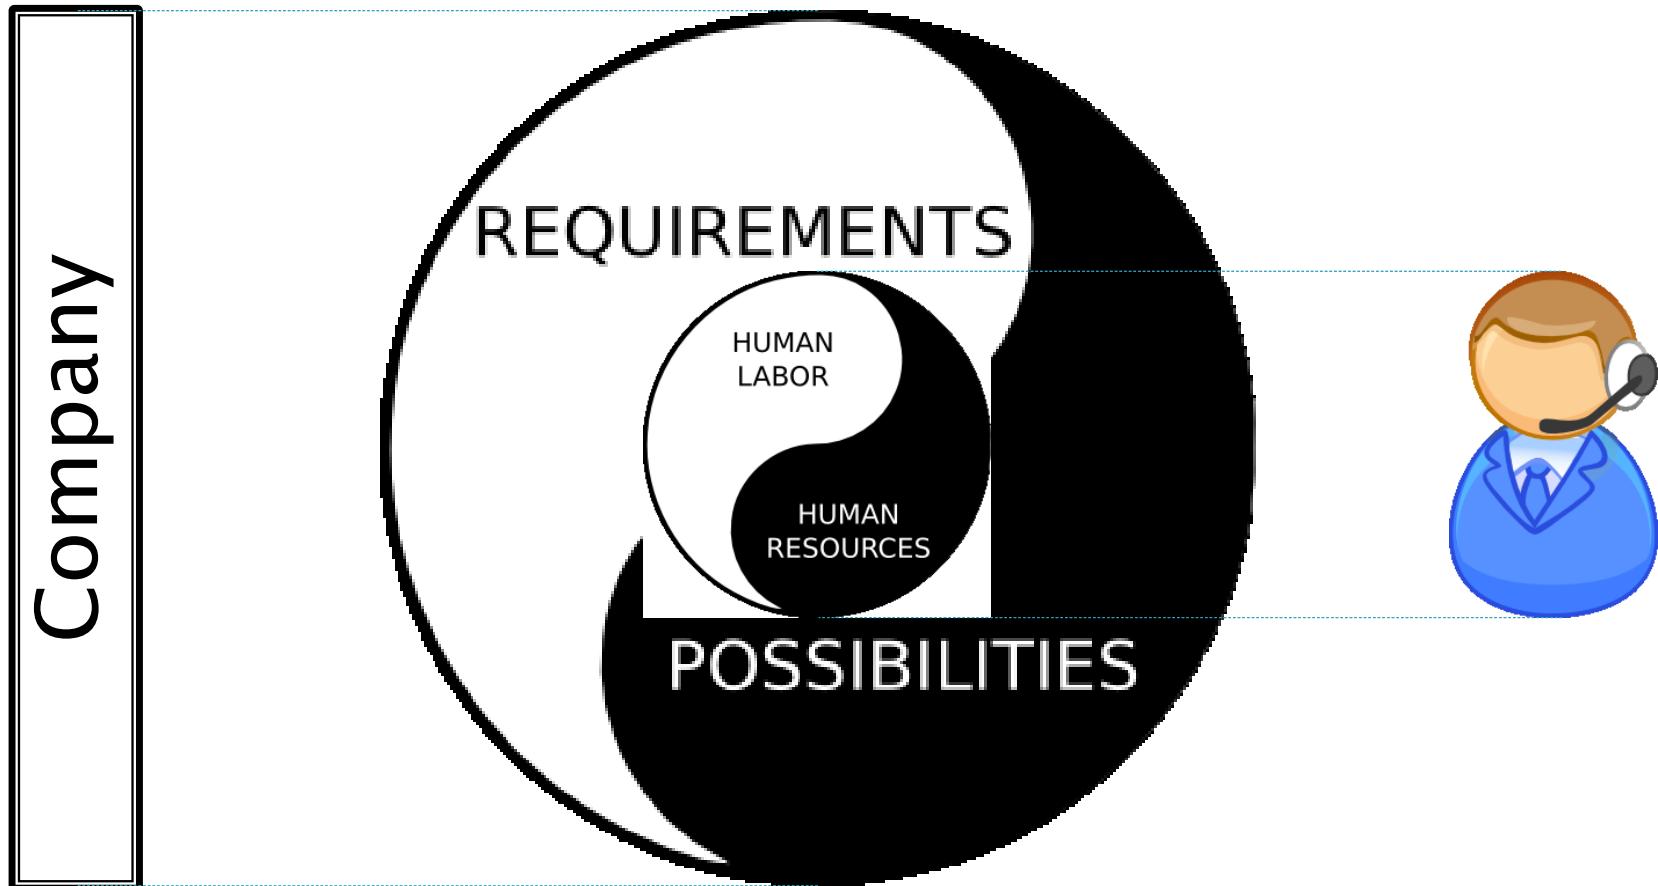 Company
REQUIREMENTS
HUMAN
LABOR
HUMAN
RESOURCES
POSSIBILITIES